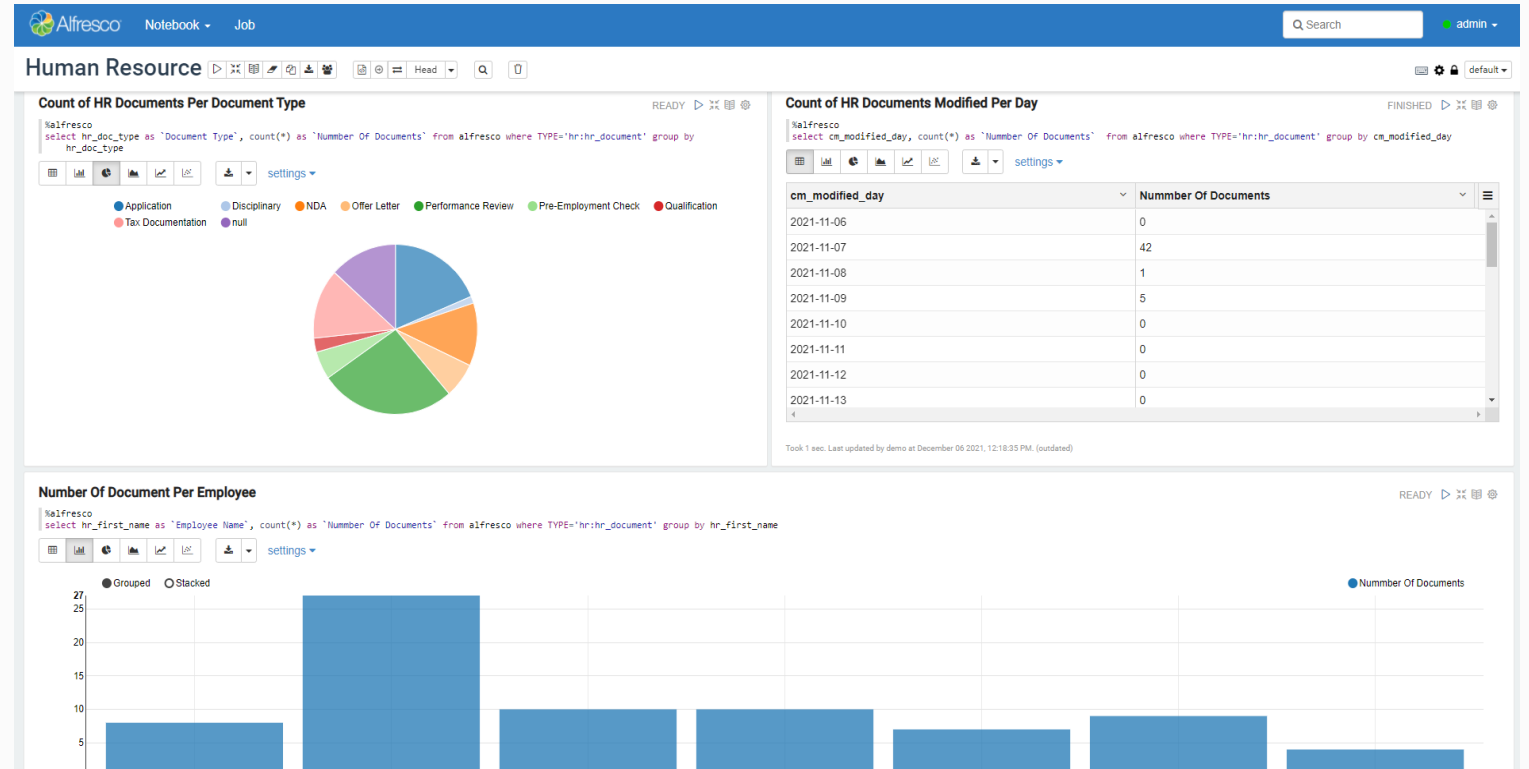 Alfresco Notebook Job Search admin
Human Resource Head default
Count of HR Documents Per Document Type READY
%alfresco
select hr_doc_type as `Document Type`, count(*) as `Nummber Of Documents` from alfresco where TYPE='hr:hr_document' group by
hr_doc_type
settings
Application Disciplinary NDA Offer Letter Performance Review Pre-Employment Check Qualification
Tax Documentation null
Count of HR Documents Modified Per Day FINISHED
%alfresco
select cm_modified_day, count(*) as `Nummber Of Documents` from alfresco where TYPE='hr:hr_document' group by cm_modified_day
settings
cm_modified_day Nummber Of Documents
2021-11-06 0
2021-11-07 42
2021-11-08 1
2021-11-09 5
2021-11-10 0
2021-11-11 0
2021-11-12 0
2021-11-13 0
Took 1 sec. Last updated by demo at December 06 2021, 12:18:35 PM. (outdated)
Number Of Document Per Employee READY
%alfresco
select hr_first_name as `Employee Name`, count(*) as `Nummber Of Documents` from alfresco where TYPE='hr:hr_document' group by hr_first_name
settings
Grouped Stacked Nummber Of Documents
27
25
20
15
10
5